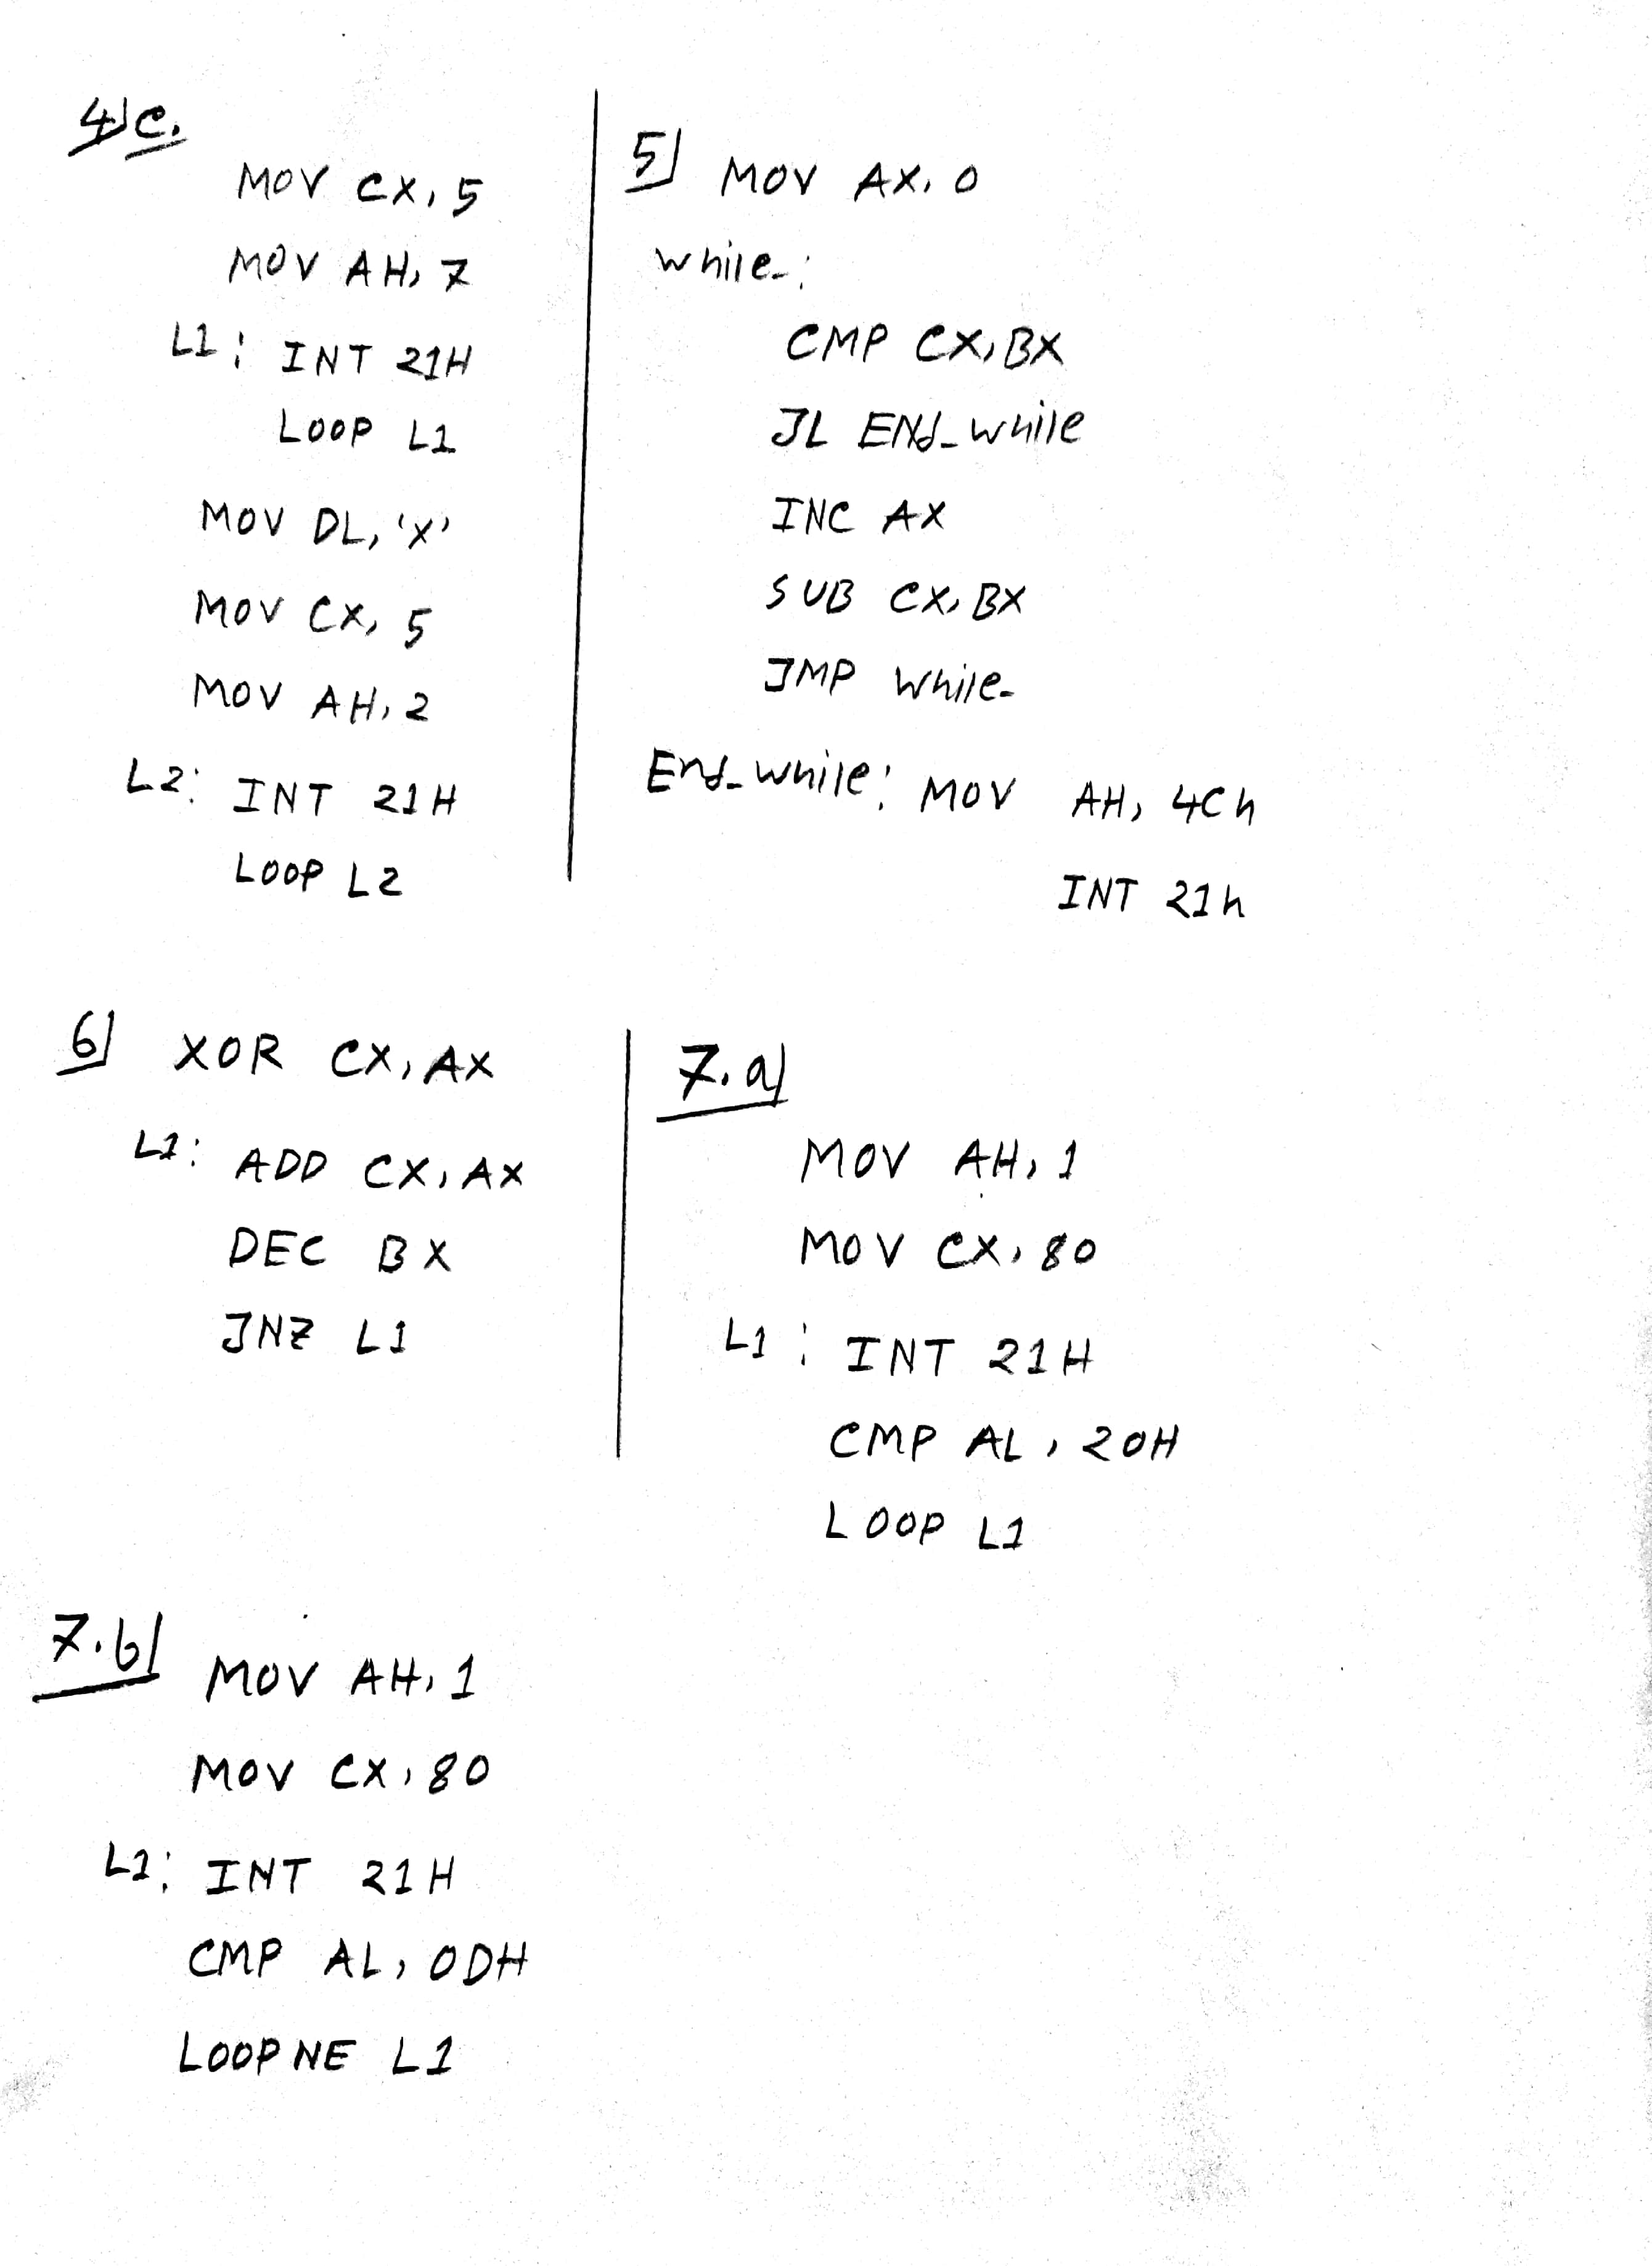 4)c.
MOV CX, 5
MOV AH, 7
L1: INT 21H
LOOP L1
MOV DL, 'X'
MOV CX, 5
MOV AH, 2
L2: INT 21H
LOOP L2
5) MOV AX, 0
while_:
CMP CX, BX
JL END_while
INC AX
SUB CX, BX
JMP while_
End_while: MOV AH, 4Ch
INT 21h
6) XOR CX, AX
L1: ADD CX, AX
DEC BX
JNZ L1
7.a)
MOV AH, 1
MOV CX, 80
L1: INT 21H
CMP AL, 20H
LOOP L1
7.b) MOV AH, 1
MOV CX, 80
L1: INT 21H
CMP AL, 0DH
LOOPNE L1